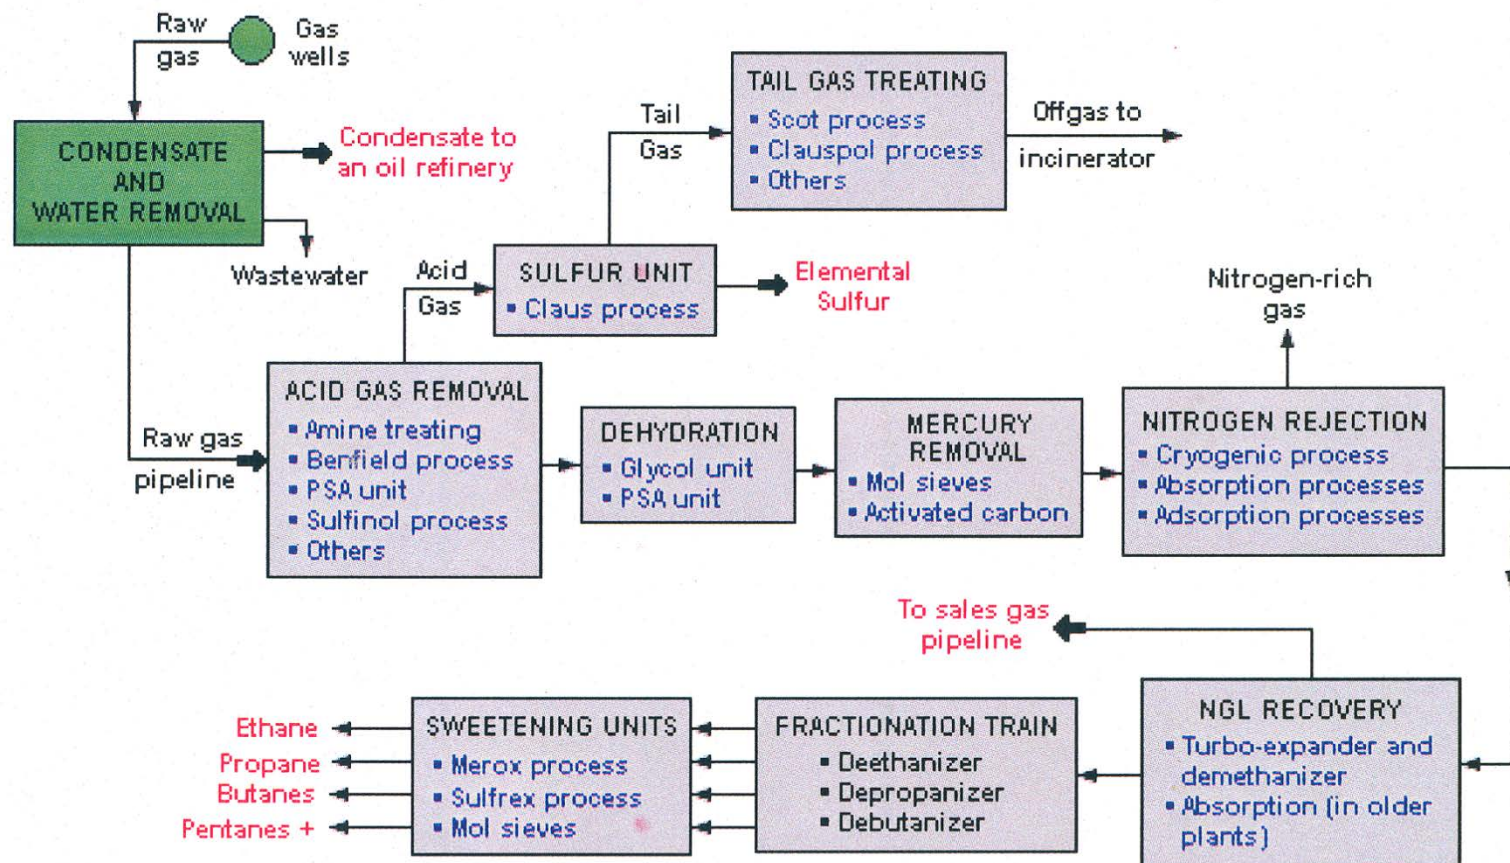 Raw
gas
Gas
wells
CONDENSATE
AND
WATER REMOVAL
Condensate to
an oil refinery
Wastewater
Tail
Gas
TAIL GAS TREATING
▪ Scot process
▪ Clauspol process
▪ Others
Offgas to
incinerator
Acid
Gas
SULFUR UNIT
▪ Claus process
Elemental
Sulfur
Nitrogen-rich
gas
Raw gas
pipeline
ACID GAS REMOVAL
▪ Amine treating
▪ Benfield process
▪ PSA unit
▪ Sulfinol process
▪ Others
DEHYDRATION
▪ Glycol unit
▪ PSA unit
MERCURY
REMOVAL
▪ Mol sieves
▪ Activated carbon
NITROGEN REJECTION
▪ Cryogenic process
▪ Absorption processes
▪ Adsorption processes
To sales gas
pipeline
NGL RECOVERY
▪ Turbo-expander and
demethanizer
▪ Absorption (in older
plants)
FRACTIONATION TRAIN
▪ Deethanizer
▪ Depropanizer
▪ Debutanizer
SWEETENING UNITS
▪ Merox process
▪ Sulfrex process
▪ Mol sieves
Ethane
Propane
Butanes
Pentanes +